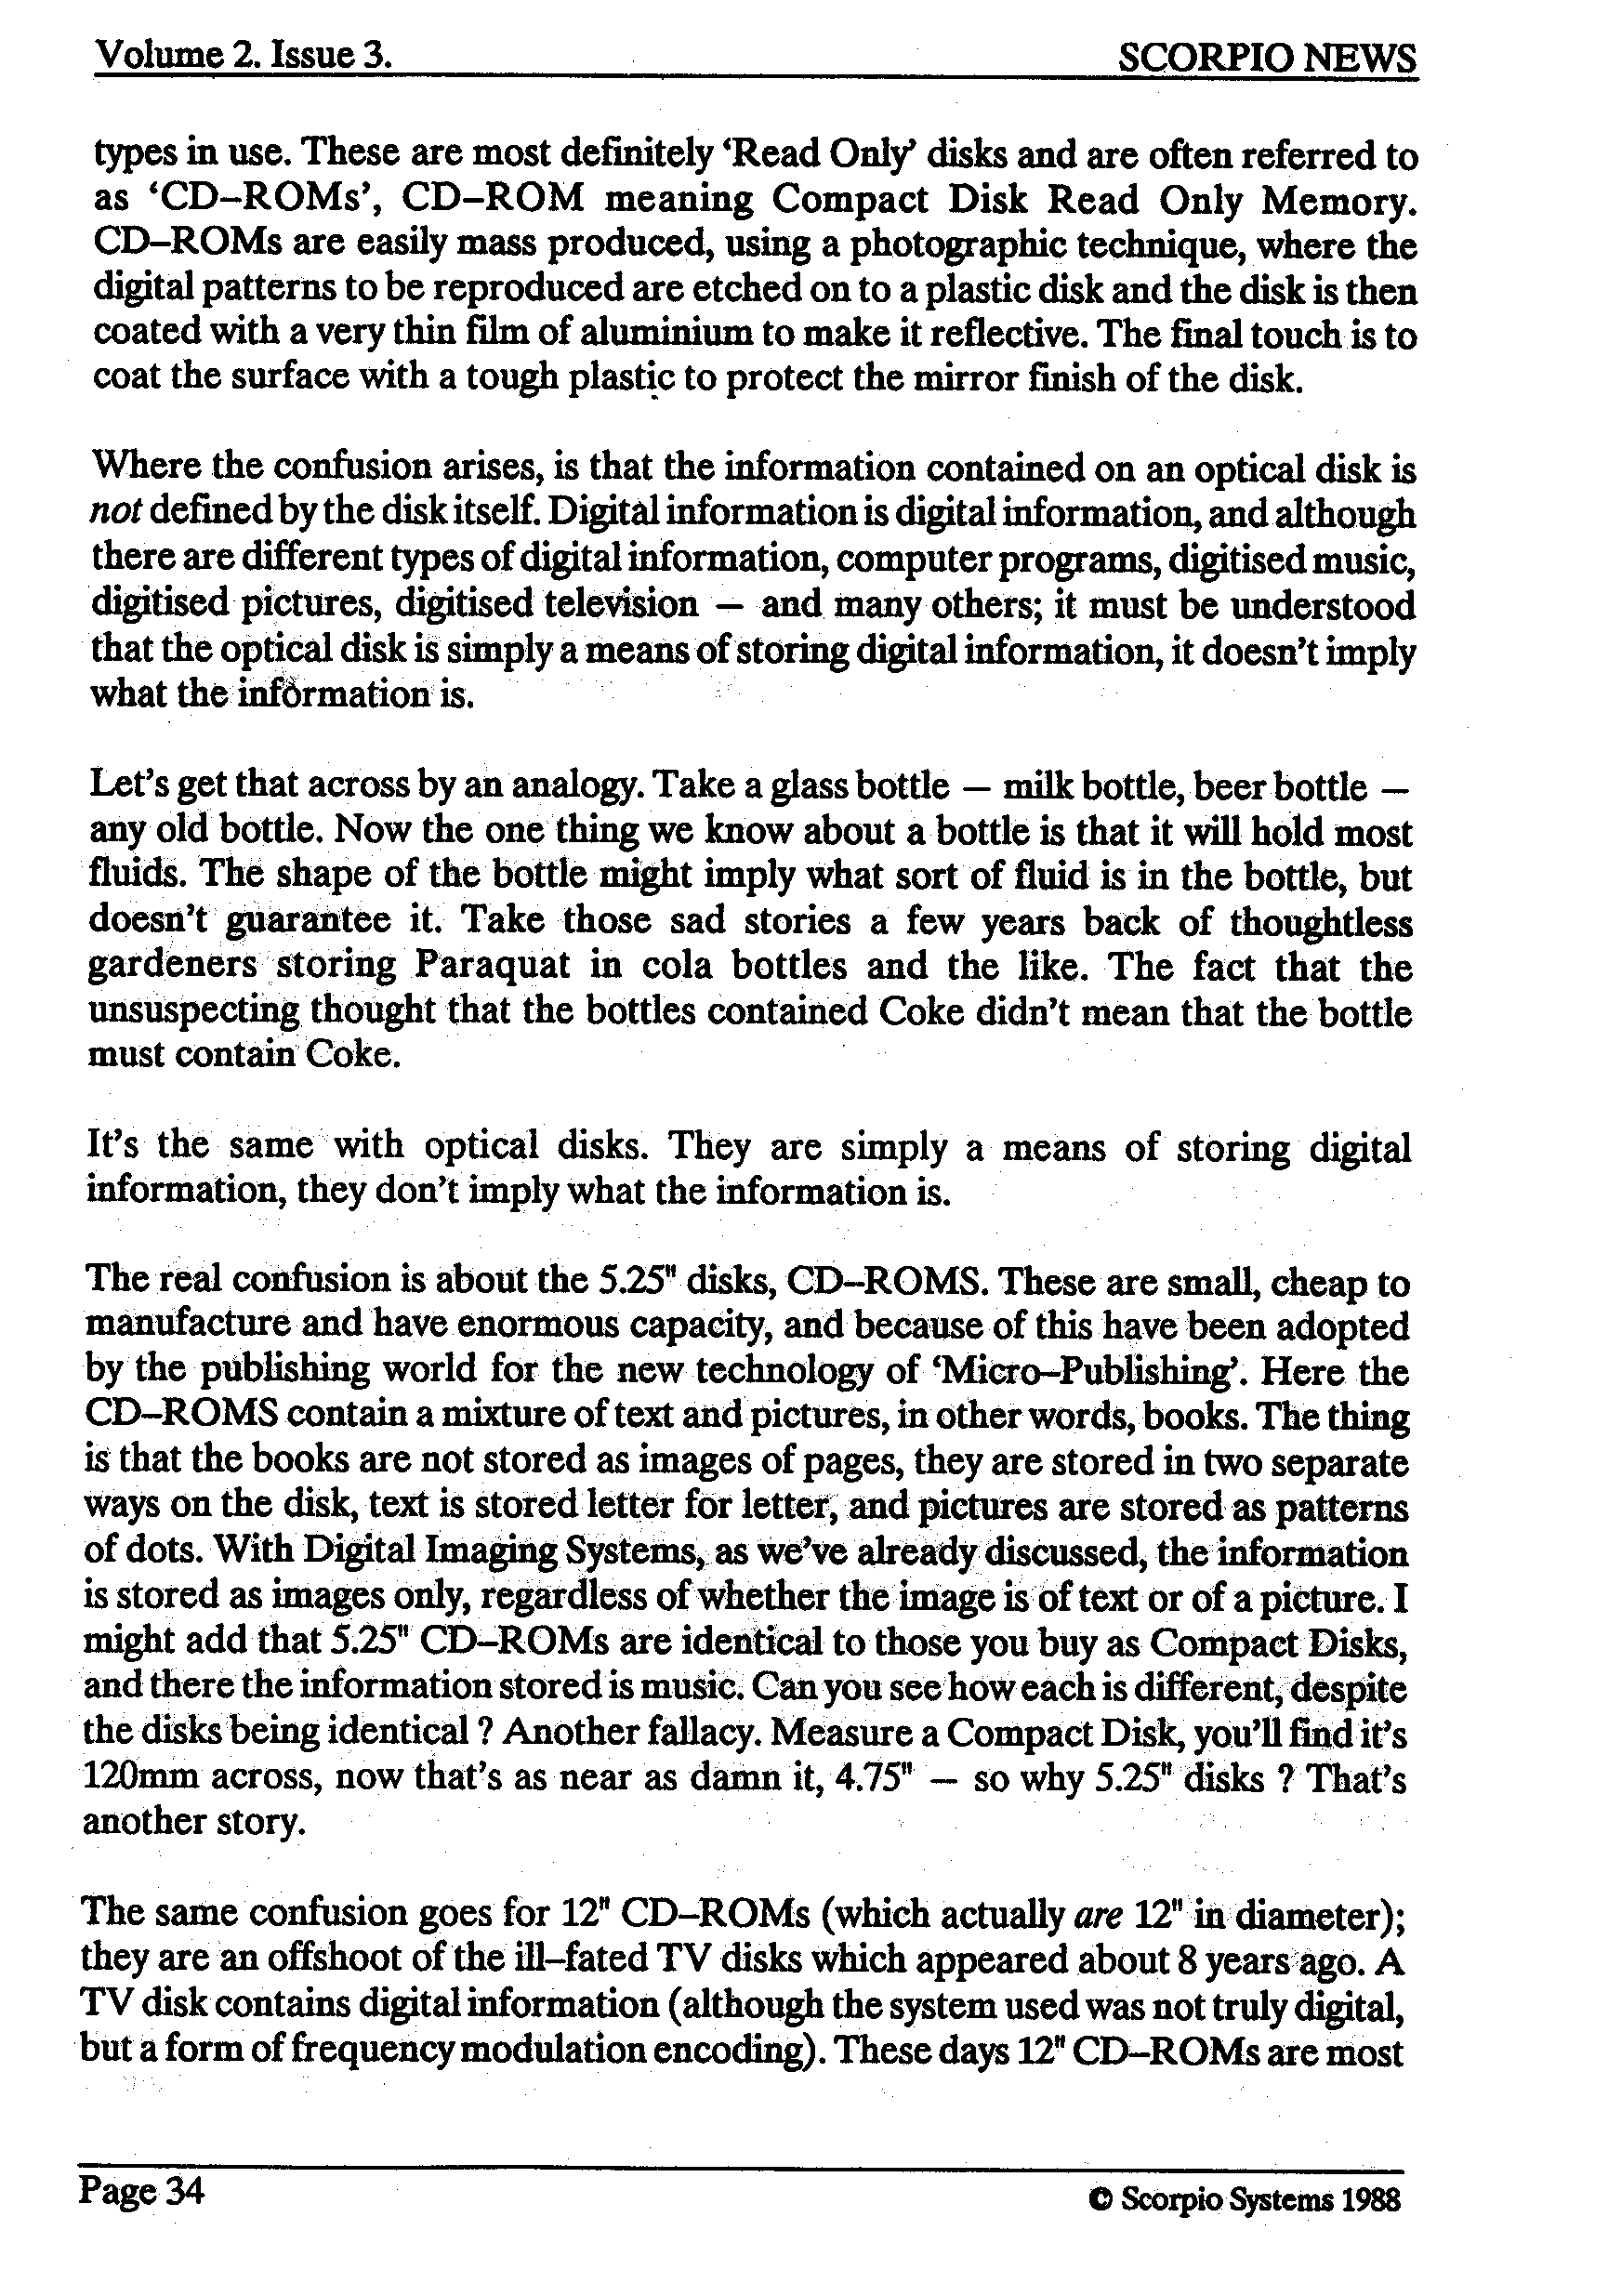 Volume 2. Issue 3. SCORPIO NEWS
types in use. These are most definitely ‘Read Only’ disks and are often referred to
as ‘CD–ROMs’, CD–ROM meaning Compact Disk Read Only Memory.
CD–ROMs are easily mass produced, using a photographic technique, where the
digital patterns to be reproduced are etched on to a plastic disk and the disk is then
coated with a very thin film of aluminium to make it reflective. The final touch is to
coat the surface with a tough plastic to protect the mirror finish of the disk.
Where the confusion arises, is that the information contained on an optical disk is
not defined by the disk itself. Digital information is digital information, and although
there are different types of digital information, computer programs, digitised music,
digitised pictures, digitised television – and many others; it must be understood
that the optical disk is simply a means of storing digital information, it doesn’t imply
what the information is.
Let’s get that across by an analogy. Take a glass bottle – milk bottle, beer bottle –
any old bottle. Now the one thing we know about a bottle is that it will hold most
fluids. The shape of the bottle might imply what sort of fluid is in the bottle, but
doesn’t guarantee it. Take those sad stories a few years back of thoughtless
gardeners storing Paraquat in cola bottles and the like. The fact that the
unsuspecting thought that the bottles contained Coke didn’t mean that the bottle
must contain Coke.
It’s the same with optical disks. They are simply a means of storing digital
information, they don’t imply what the information is.
The real confusion is about the 5.25" disks, CD–ROMS. These are small, cheap to
manufacture and have enormous capacity, and because of this have been adopted
by the publishing world for the new technology of ‘Micro–Publishing’. Here the
CD–ROMS contain a mixture of text and pictures, in other words, books. The thing
is that the books are not stored as images of pages, they are stored in two separate
ways on the disk, text is stored letter for letter, and pictures are stored as patterns
of dots. With Digital Imaging Systems, as we’ve already discussed, the information
is stored as images only, regardless of whether the image is of text or of a picture. I
might add that 5.25" CD–ROMs are identical to those you buy as Compact Disks,
and there the information stored is music. Can you see how each is different, despite
the disks being identical ? Another fallacy. Measure a Compact Disk, you’ll find it’s
120mm across, now that’s as near as damn it, 4.75" – so why 5.25" disks ? That’s
another story.
The same confusion goes for 12" CD–ROMs (which actually are 12" in diameter);
they are an offshoot of the ill–fated TV disks which appeared about 8 years ago. A
TV disk contains digital information (although the system used was not truly digital,
but a form of frequency modulation encoding). These days 12" CD–ROMs are most
Page 34 © Scorpio Systems 1988